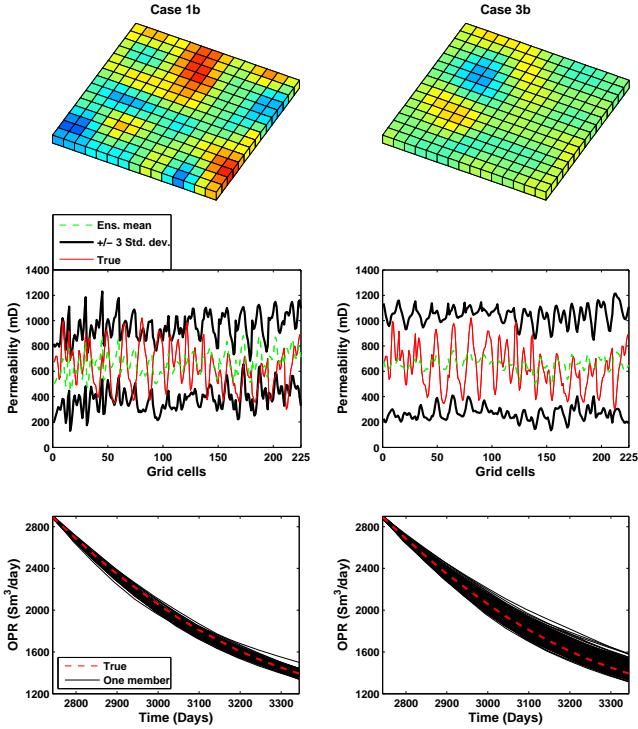 Case 1b
Case 3b
Ens. mean
+/− 3 Std. dev.
True
1400
1200
1000
800
600
400
200
0
Permeability (mD)
0 50 100 150 200 225
Grid cells
1400
1200
1000
800
600
400
200
0
Permeability (mD)
0 50 100 150 200 225
Grid cells
2800
2400
2000
1600
1200
OPR (Sm³/day)
True
One member
2800 2900 3000 3100 3200 3300
Time (Days)
2800
2400
2000
1600
1200
OPR (Sm³/day)
2800 2900 3000 3100 3200 3300
Time (Days)